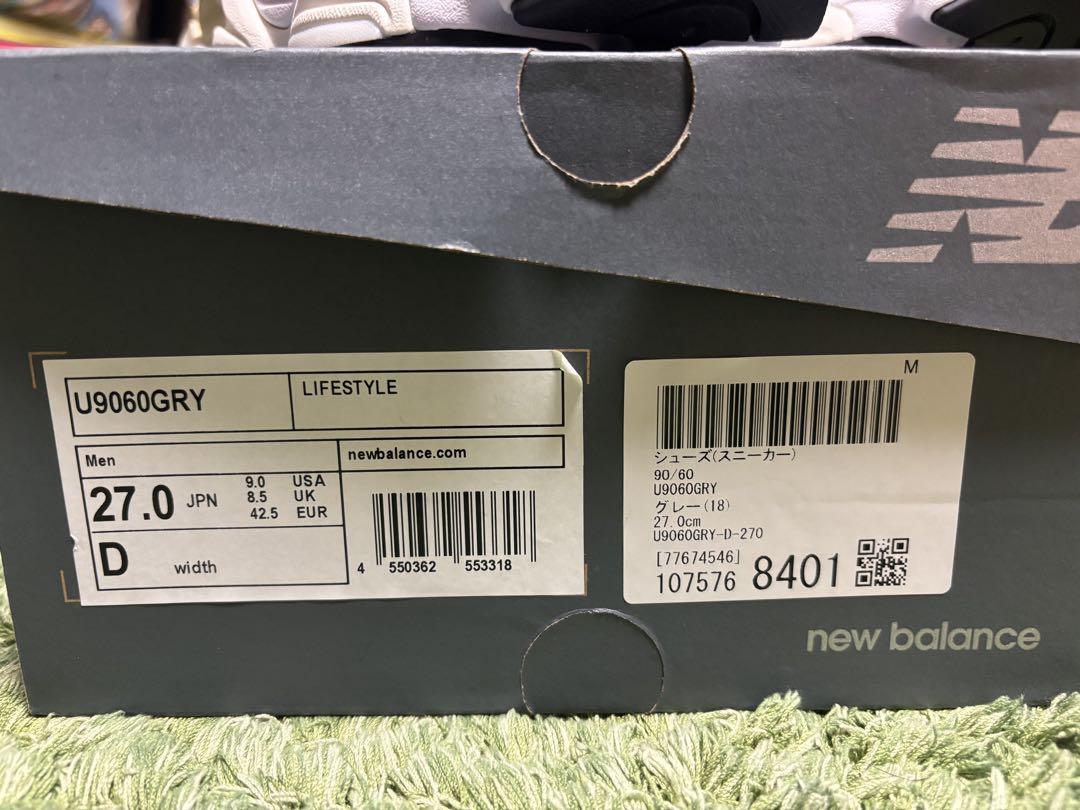 U9060GRY
LIFESTYLE
Men
newbalance.com
27.0 JPN
9.0 USA
8.5 UK
42.5 EUR
D width
4 550362 553318
M
シューズ(スニーカー)
90/60
U9060GRY
グレー(18)
27.0cm
U9060GRY-D-270
[77674546]
107576 8401
new balance